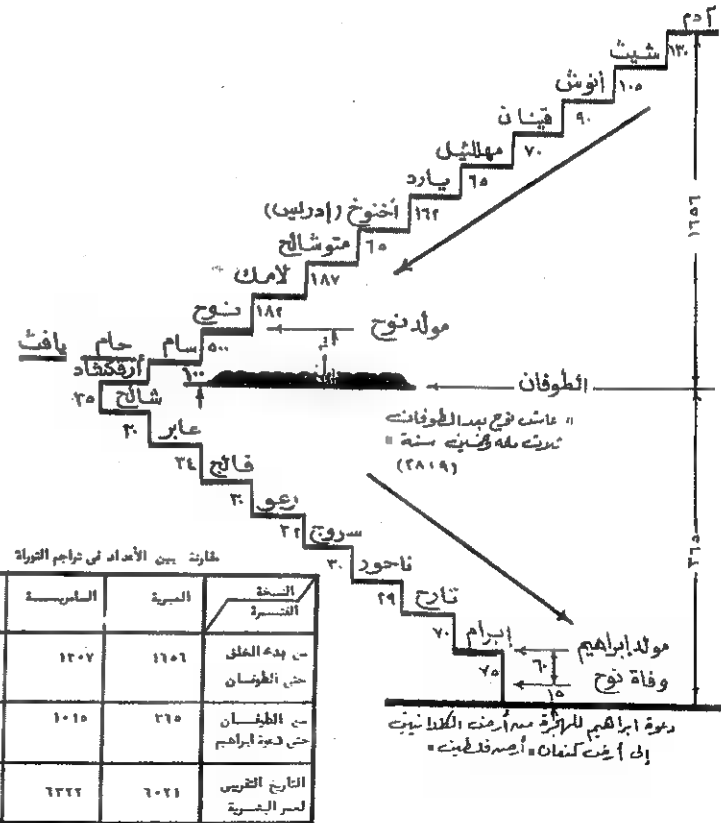 آدم
١٣٠
شيث
١٠٥
أنوش
٩٠
قينان
٧٠
مهللئيل
٦٥
يارد
١٦٢
أخنوخ (إدريس)
٦٥
متوشالح
١٨٧
لامك
١٨٢
نوح
٥٠٠
مولد نوح
١٦٥٦
سام
حام
يافث
١٠٠
الطوفان
أرفكشاد
٣٥
شالح
٣٠
عابر
٣٤
فالج
٣٠
رعو
٣٢
سروج
٣٠
ناحور
٢٩
تارح
٧٠
إبرام
٧٥
" عاش نوح بعد الطوفان
ثلاث مئه وخمسين سنة "
(٢٨:٩)
٣٦٥
مولد إبراهيم
٦٠
وفاة نوح
١٥
دعوة ابراهيم للهجرة من أرض الكلدانيين
إلى أرض كنعان " أرض فلسطين "
مقارنة بين الأعداد في تراجم التوراة
النسخة
الفترة
العبرية
السامرية
من بدء الخلق
حتى الطوفان
١٦٥٦
١٣٠٧
من الطوفان
حتى دعوة ابراهيم
٣٦٥
١٠١٥
التاريخ التقريبي
لعمر البشرية
٦٠٢١
٦٣٢٢